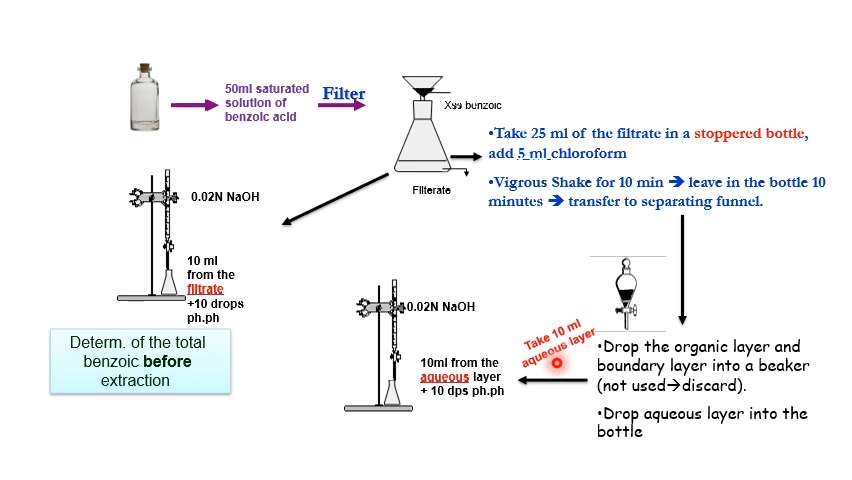 50ml saturated
solution of
benzoic acid
Filter
Xss benzoic
Filterate
•Take 25 ml of the filtrate in a stoppered bottle,
add 5 ml chloroform
•Vigrous Shake for 10 min ➔ leave in the bottle 10
minutes ➔ transfer to separating funnel.
0.02N NaOH
10 ml
from the
filtrate
+10 drops
ph.ph
Determ. of the total
benzoic before
extraction
0.02N NaOH
10ml from the
aqueous layer
+ 10 dps ph.ph
Take 10 ml
aqueous layer
•Drop the organic layer and
boundary layer into a beaker
(not used→discard).
•Drop aqueous layer into the
bottle